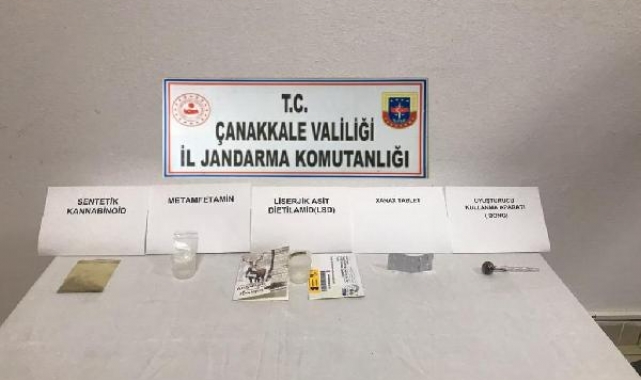 T.C.
ÇANAKKALE VALİLİĞİ
İL JANDARMA KOMUTANLIĞI
SENTETİK
KANNABİNOİD
METAMFETAMİN
LİSERJİK ASİT
DİETİLAMİD(LSD)
XANAX TABLET
UYUŞTURUCU
KULLANMA APARATI
(BONG)